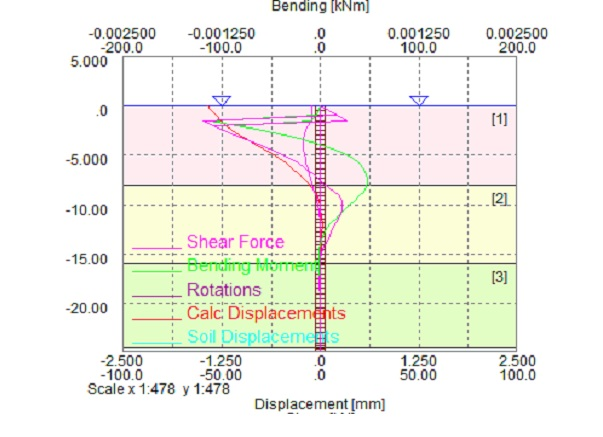 Bending [kNm]
-0.002500 -0.001250 .0 0.001250 0.002500
-200.0 -100.0 .0 100.0 200.0
5.000
.0
[1]
-5.000
[2]
-10.00
Shear Force
-15.00
Bending Moment
[3]
Rotations
-20.00
Calc Displacements
Soil Displacements
-2.500 -1.250 .0 1.250 2.500
-100.0 -50.00 .0 50.00 100.0
Scale x 1:478 y 1:478
Displacement [mm]